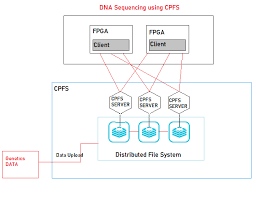 DNA Sequencing using CPFS
FPGA
FPGA
Client
Client
CPFS
CPFS SERVER
CPFS SERVER
CPFS SERVER
Data Upload
Distributed File System
Genetics
DATA